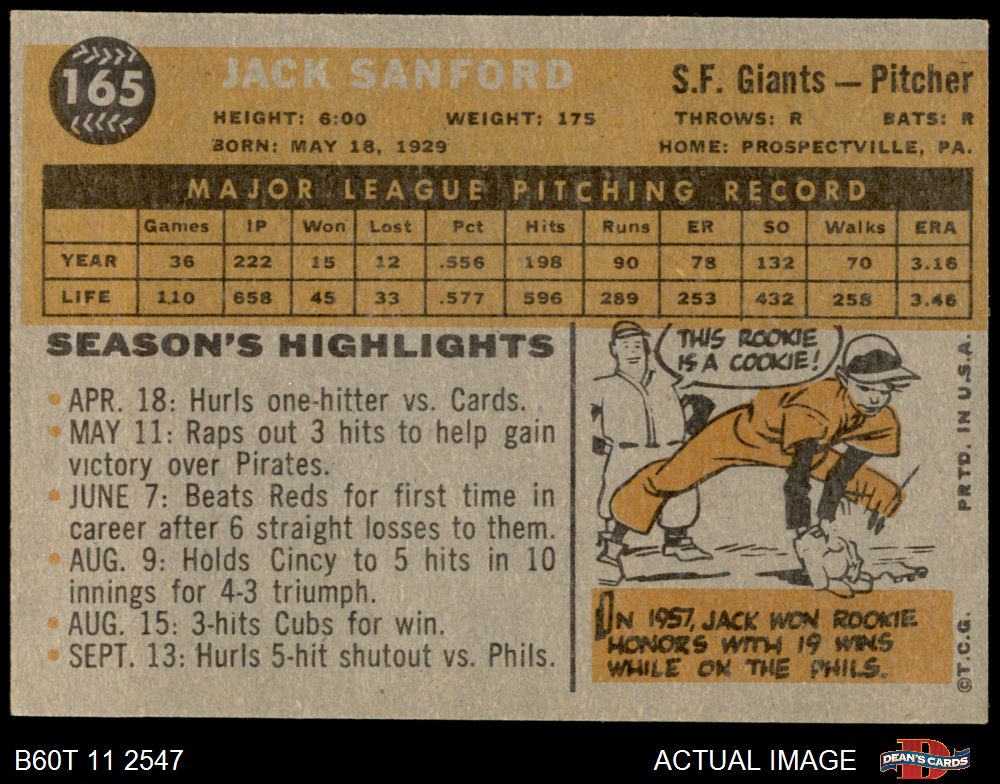 165
JACK SANFORD
S.F. Giants — Pitcher
HEIGHT: 6:00 WEIGHT: 175 THROWS: R BATS: R
BORN: MAY 18, 1929 HOME: PROSPECTVILLE, PA.
MAJOR LEAGUE PITCHING RECORD
Games IP Won Lost Pct Hits Runs ER SO Walks ERA
YEAR 36 222 15 12 .556 198 90 78 132 70 3.16
LIFE 110 658 45 33 .577 596 289 253 432 258 3.46
SEASON'S HIGHLIGHTS
• APR. 18: Hurls one-hitter vs. Cards.
• MAY 11: Raps out 3 hits to help gain
victory over Pirates.
• JUNE 7: Beats Reds for first time in
career after 6 straight losses to them.
• AUG. 9: Holds Cincy to 5 hits in 10
innings for 4-3 triumph.
• AUG. 15: 3-hits Cubs for win.
• SEPT. 13: Hurls 5-hit shutout vs. Phils.
THIS ROOKIE
IS A COOKIE!
IN 1957, JACK WON ROOKIE
HONORS WITH 19 WINS
WHILE ON THE PHILS.
©T.C.G. PRTD. IN U.S.A.
B60T 11 2547
ACTUAL IMAGE
DEAN'S CARDS